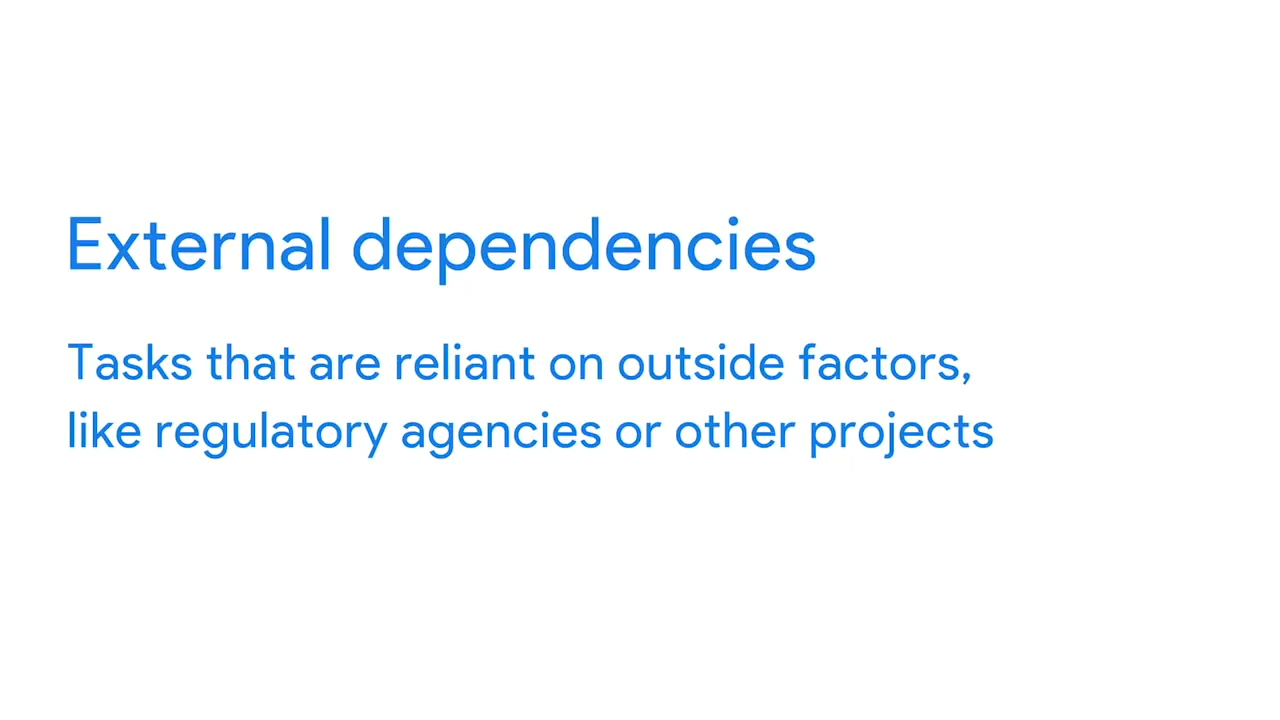 External dependencies
Tasks that are reliant on outside factors,
like regulatory agencies or other projects